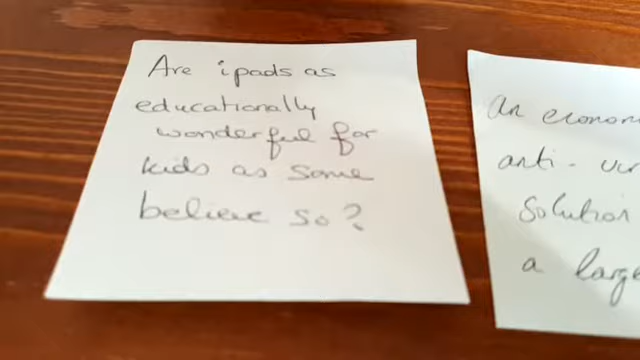 Are ipads as
educationally
wonderful for
kids as some
believe so?
An econom
anti-
solution
a large